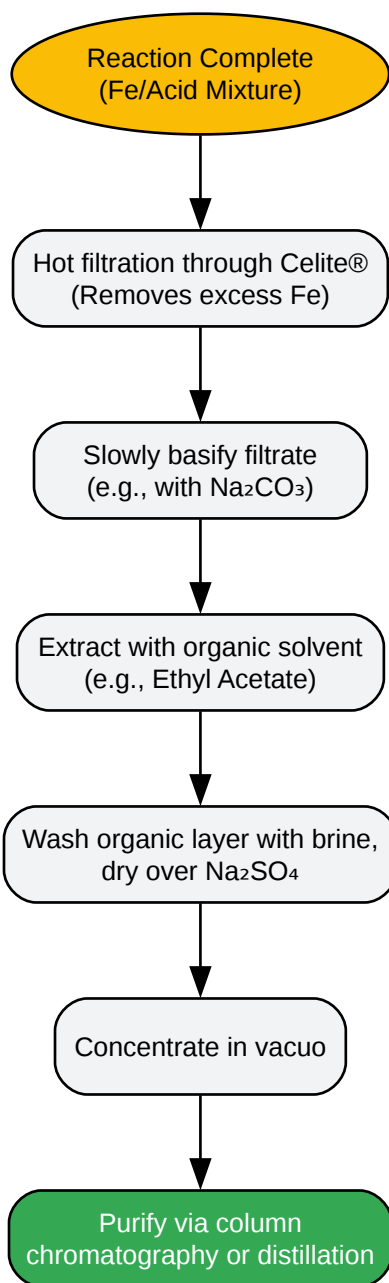 Reaction Complete
(Fe/Acid Mixture)
Hot filtration through Celite®
(Removes excess Fe)
Slowly basify filtrate
(e.g., with Na₂CO₃)
Extract with organic solvent
(e.g., Ethyl Acetate)
Wash organic layer with brine,
dry over Na₂SO₄
Concentrate in vacuo
Purify via column
chromatography or distillation